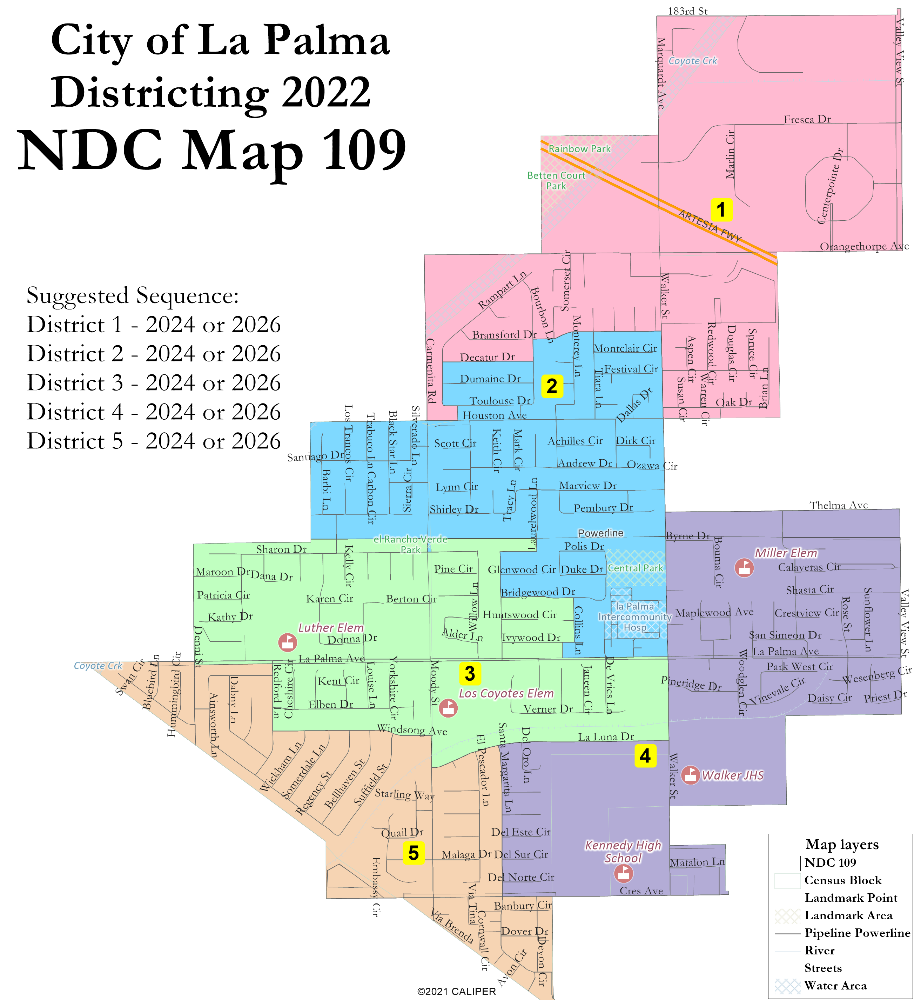 City of La Palma
Districting 2022
NDC Map 109
Suggested Sequence:
District 1 - 2024 or 2026
District 2 - 2024 or 2026
District 3 - 2024 or 2026
District 4 - 2024 or 2026
District 5 - 2024 or 2026
183rd St
Marquardt Ave
Coyote Crk
Valley View St
Fresca Dr
Marlin Cir
Centerpointe Dr
Rainbow Park
Betten Court
Park
1
ARTESIA FWY
Orangethorpe Ave
Rampart Ln
Bourbon Ln
Somerset Cir
Walker St
Bransford Dr
Monterey Ln
Carmenita Rd
Decatur Dr
Montclair Cir
Festival Cir
Aspen Cir
Redwood Cir
Douglas Cir
Spruce Cir
Dumaine Dr
2
Tiara Ln
Toulouse Dr
Dallas Dr
Susan Cir
Warren Cir
Oak Dr
Brian Ln
Houston Ave
Los Trancos Cir
Trabuco Ln
Black Star Ln
Silverado Ln
Scott Cir
Keith Cir
Mark Cir
Achilles Cir
Dirk Cir
Santiago Dr
Andrew Dr
Ozawa Cir
Barbi Ln
Carbon Cir
Sierra Cir
Lynn Cir
Tracy Ln
Laurelwood Ln
Marview Dr
Shirley Dr
Pembury Dr
Thelma Ave
Powerline
el Rancho Verde
Park
Byrne Dr
Bouma Cir
Sharon Dr
Kelly Cir
Polis Dr
Miller Elem
Maroon Dr
Dana Dr
Pine Cir
Glenwood Cir
Duke Dr
Central Park
Calaveras Cir
Patricia Cir
Karen Cir
Berton Cir
Willow Ln
Bridgewood Dr
Shasta Cir
Rose St
Sunflower Ln
Valley View St
Kathy Dr
Huntswood Cir
Collins Ln
la Palma
Intercommunity
Hosp
Maplewood Ave
Crestview Cir
Luther Elem
Denni St
Donna Dr
Alder Ln
Ivywood Dr
San Simeon Dr
La Palma Ave
La Palma Ave
Coyote Crk
Swan Cir
Bluebird Ln
Hummingbird Cir
Dabny Ln
Ainsworth Ln
Redford Ln
Cheshire Cir
Kent Cir
Louise Ln
Yorkshire Cir
Moody St
3
Los Coyotes Elem
Janeen Cir
De Vries Ln
Pineridge Dr
Woodglen Cir
Park West Cir
Wesenberg Cir
Vinevale Cir
Daisy Cir
Priest Dr
Elben Dr
Verner Dr
Windsong Ave
La Luna Dr
El Pescador Ln
Santa Margarita Ln
Del Oro Ln
4
Walker St
Walker JHS
Wickham Ln
Somerdale Ln
Regency St
Bellhaven St
Suffield St
Starling Way
Quail Dr
5
Malaga Dr
Del Este Cir
Del Sur Cir
Del Norte Cir
Kennedy High
School
Matalon Ln
Cres Ave
Embassy Cir
Via Tina
Via Brenda
Cornwall Cir
Banbury Cir
Dover Dr
Devon Cir
Avon Cir
Map layers
NDC 109
Census Block
Landmark Point
Landmark Area
Pipeline Powerline
River
Streets
Water Area
©2021 CALIPER